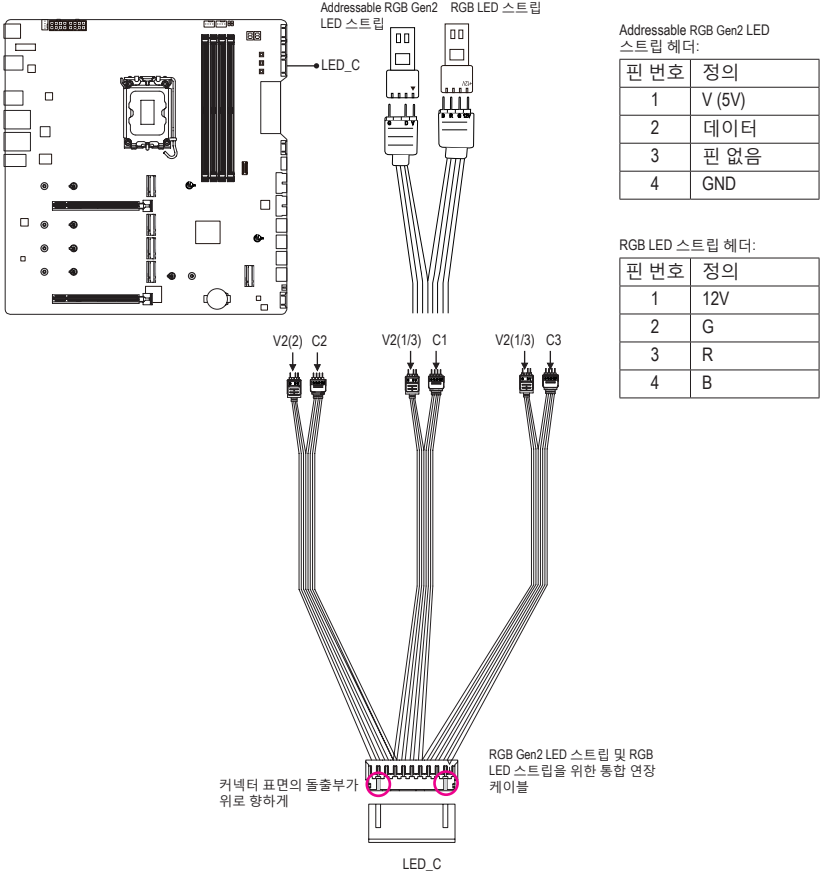 Addressable RGB Gen2
LED 스트립
RGB LED 스트립
LED_C
Addressable RGB Gen2 LED
스트립 헤더:
핀 번호 정의
1 V (5V)
2 데이터
3 핀 없음
4 GND
RGB LED 스트립 헤더:
핀 번호 정의
1 12V
2 G
3 R
4 B
V2(2) C2
V2(1/3) C1
V2(1/3) C3
커넥터 표면의 돌출부가
위로 향하게
RGB Gen2 LED 스트립 및 RGB
LED 스트립을 위한 통합 연장
케이블
LED_C